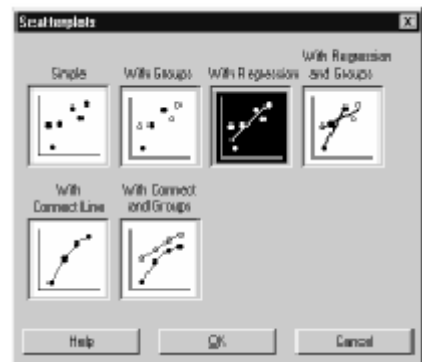 Scatterplots
Simple
With Groups
With Regression
With Regression
and Groups
With
Connect Line
With Connect
and Groups
Help
OK
Cancel